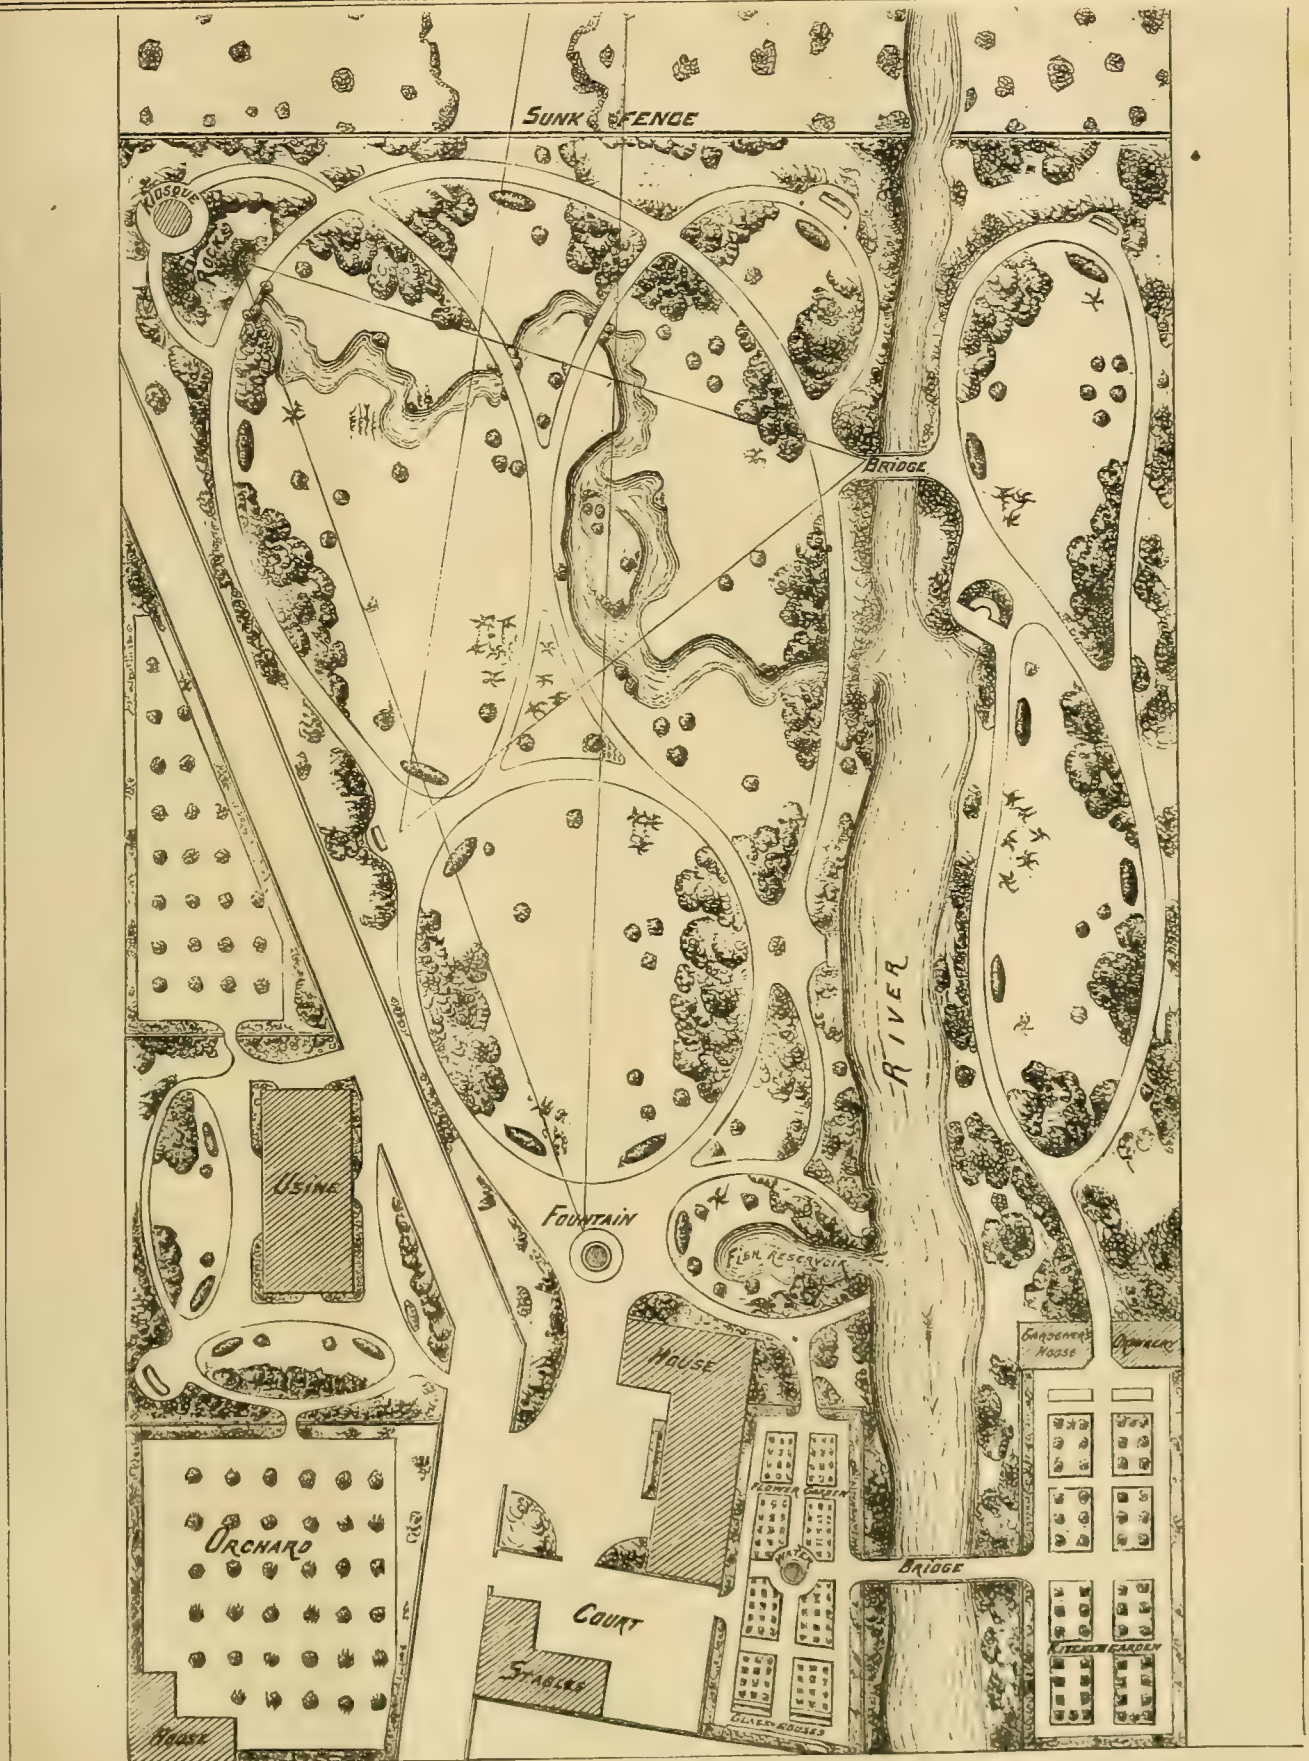 SUNK FENCE
KIOSQUE
ROCKS
BRIDGE
RIVER
USINE
FOUNTAIN
FISH RESERVOIR
HOUSE
GARDENER'S
HOUSE
FLOWER GARDEN
ORCHARD
WATER
BRIDGE
COURT
KITCHEN GARDEN
STABLES
GLASS-HOUSES
HOUSE